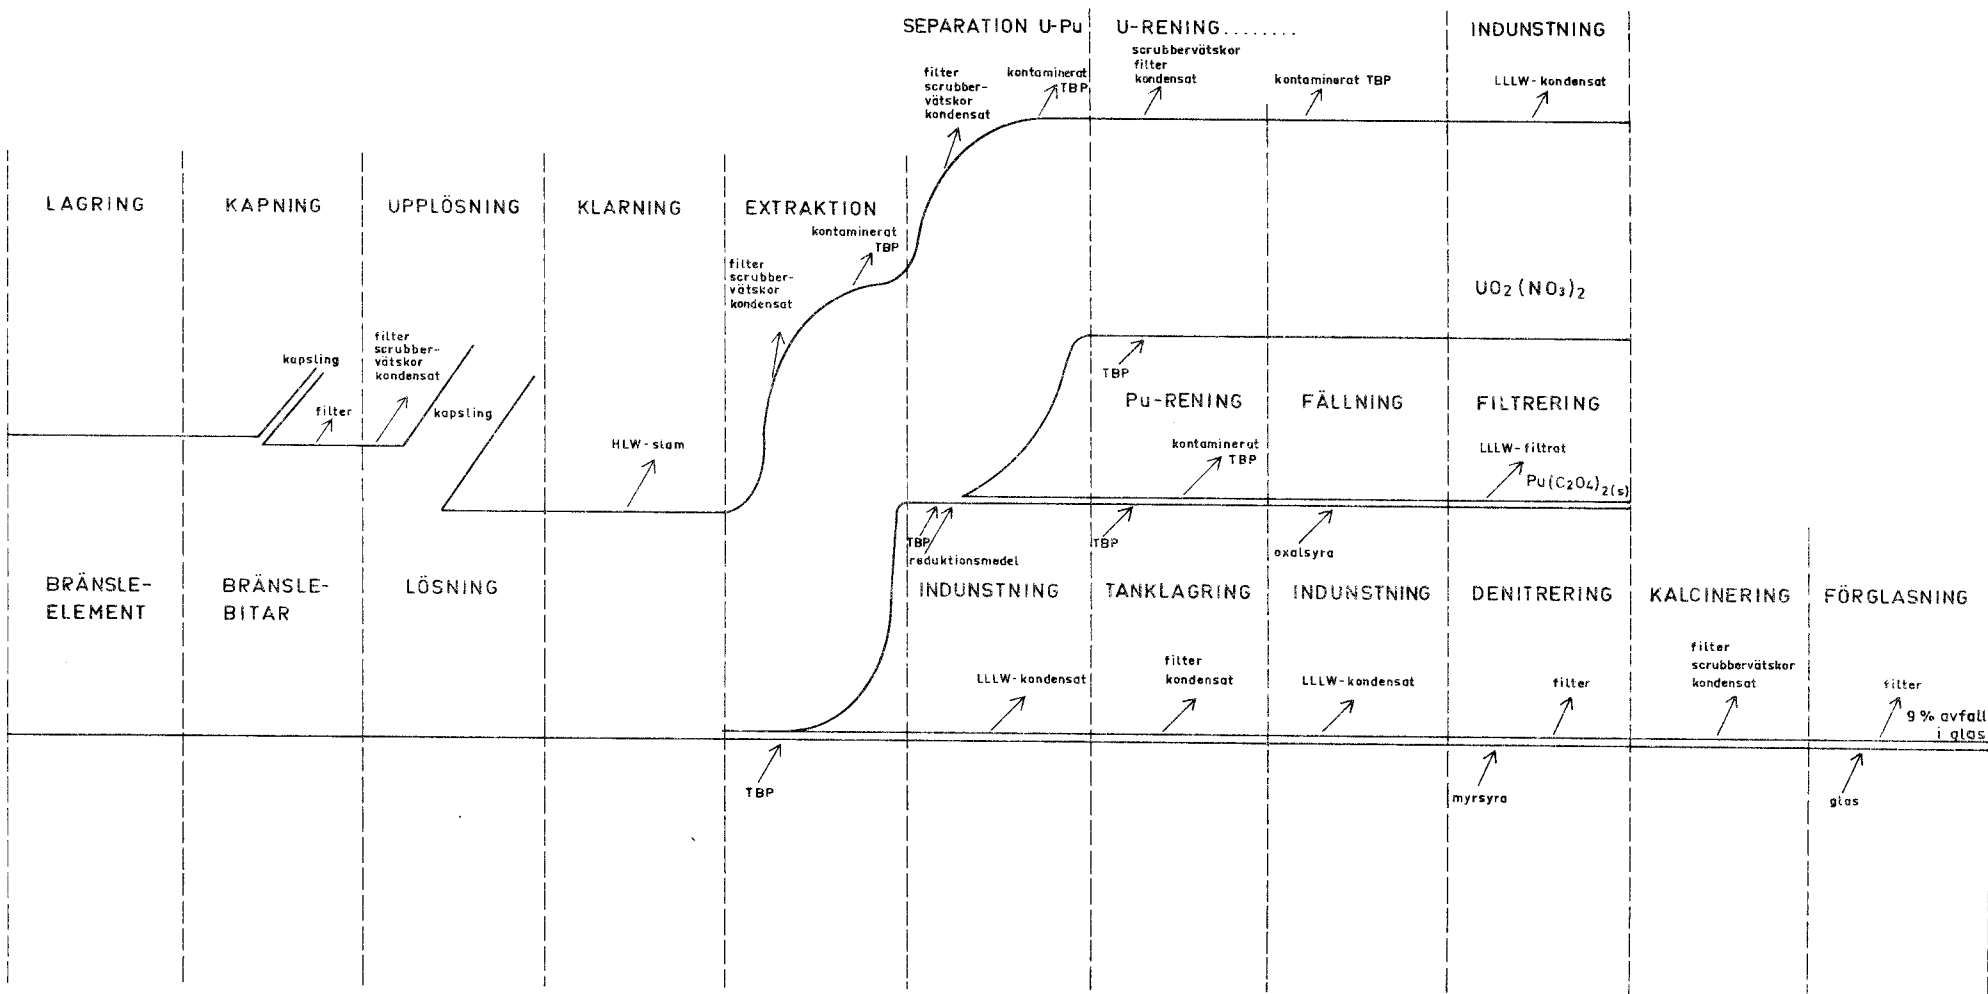 SEPARATION U-Pu
U-RENING........
INDUNSTNING
filter
scrubber-
vätskor
kondensat
kontaminerat
TBP
scrubbervätskor
filter
kondensat
kontaminerat TBP
LLLW-kondensat
LAGRING
KAPNING
UPPLÖSNING
KLARNING
EXTRAKTION
kontaminerat
TBP
filter
scrubber-
vätskor
kondensat
UO2(NO3)2
kapsling
filter
filter
scrubber-
vätskor
kondensat
kapsling
HLW-slam
TBP
Pu-RENING
FÄLLNING
FILTRERING
kontaminerat
TBP
LLLW-filtrat
Pu(C2O4)2(s)
TBP
reduktionsmedel
TBP
oxalsyra
BRÄNSLE-
ELEMENT
BRÄNSLE-
BITAR
LÖSNING
INDUNSTNING
TANKLAGRING
INDUNSTNING
DENITRERING
KALCINERING
FÖRGLASNING
LLLW-kondensat
filter
kondensat
LLLW-kondensat
filter
filter
scrubbervätskor
kondensat
filter
9% avfall
i glas
TBP
myrsyra
glas